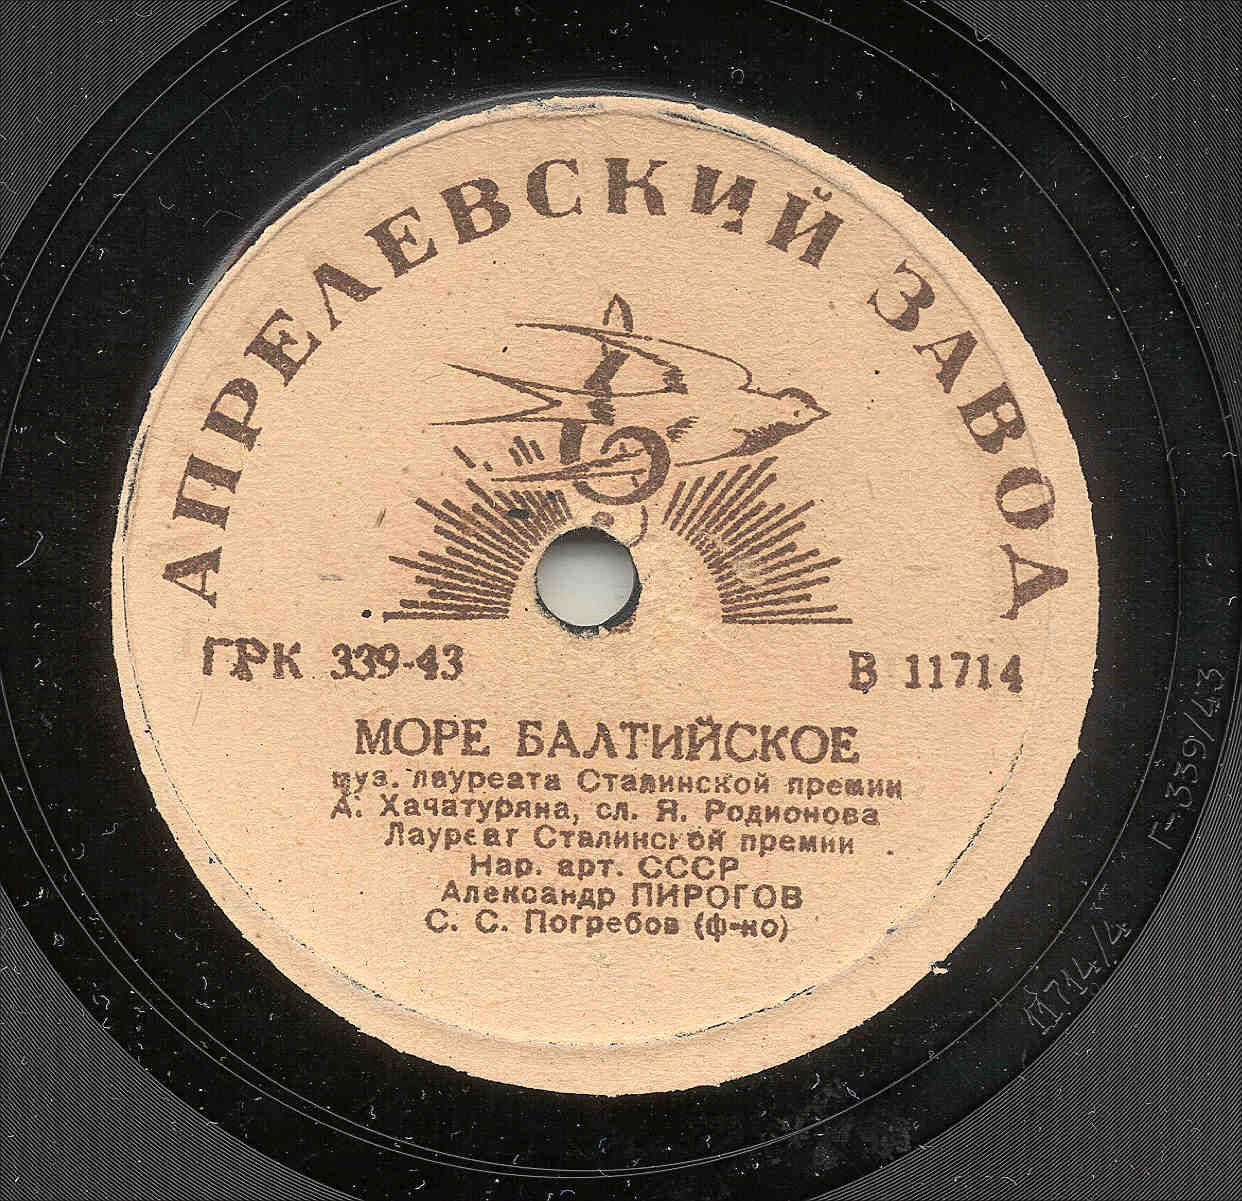 АПРЕЛЕВСКИЙ ЗАВОД
ГРК 339-43 В 11714
МОРЕ БАЛТИЙСКОЕ
муз. лауреата Сталинской премии
А. Хачатуряна, сл. Я. Родионова
Лауреат Сталинской премии
Нар. арт. СССР
Александр ПИРОГОВ
С. С. Погребов (ф-но)
Г-339/43
11714/4